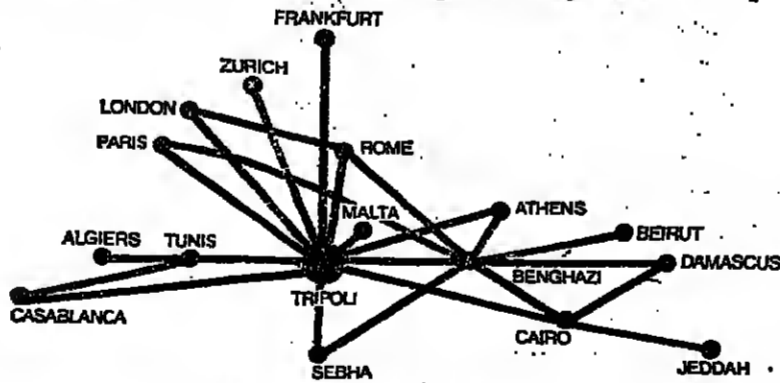 FRANKFURT
ZURICH
LONDON
PARIS
ROME
MALTA
ATHENS
ALGIERS
TUNIS
BEIRUT
DAMASCUS
BENGHAZI
TRIPOLI
CASABLANCA
CAIRO
SEBHA
JEDDAH